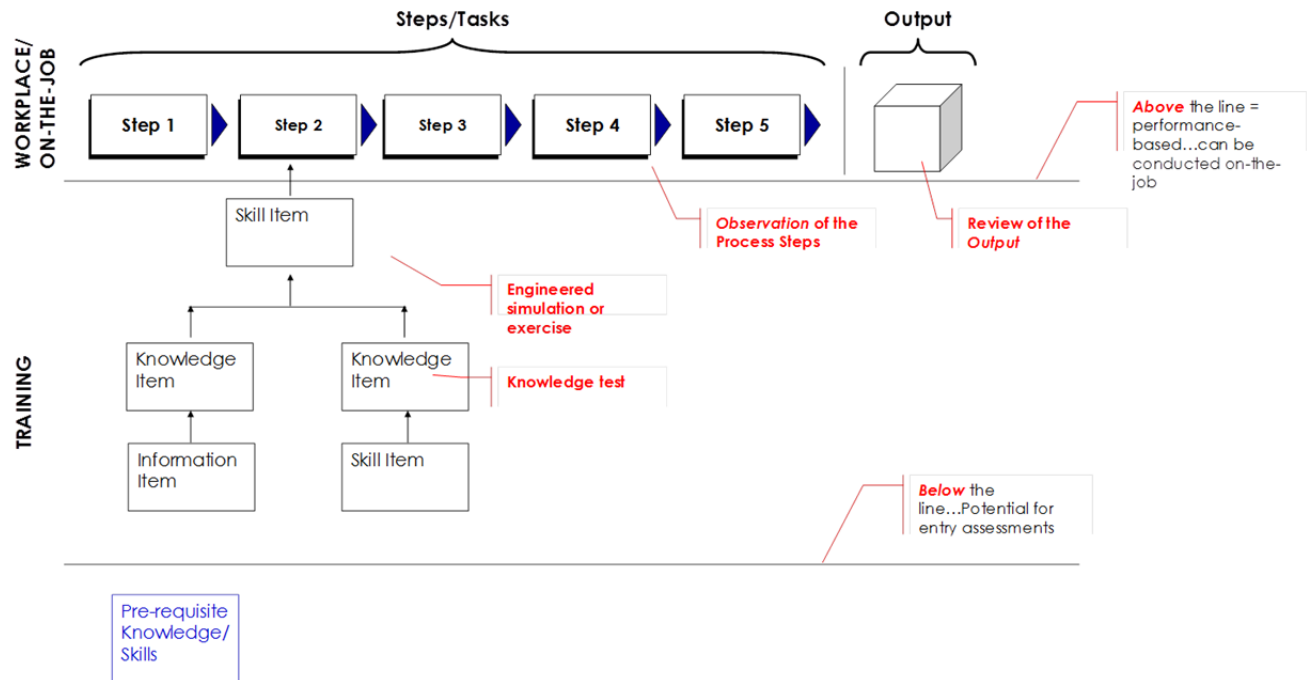 Steps/Tasks
Output
WORKPLACE/
ON-THE-JOB
Step 1
Step 2
Step 3
Step 4
Step 5
Above the line =
performance-
based...can be
conducted on-the-
job
Skill Item
Observation of the
Process Steps
Review of the
Output
Engineered
simulation or
exercise
TRAINING
Knowledge
Item
Knowledge
Item
Knowledge test
Information
Item
Skill Item
Below the
line...Potential for
entry assessments
Pre-requisite
Knowledge/
Skills